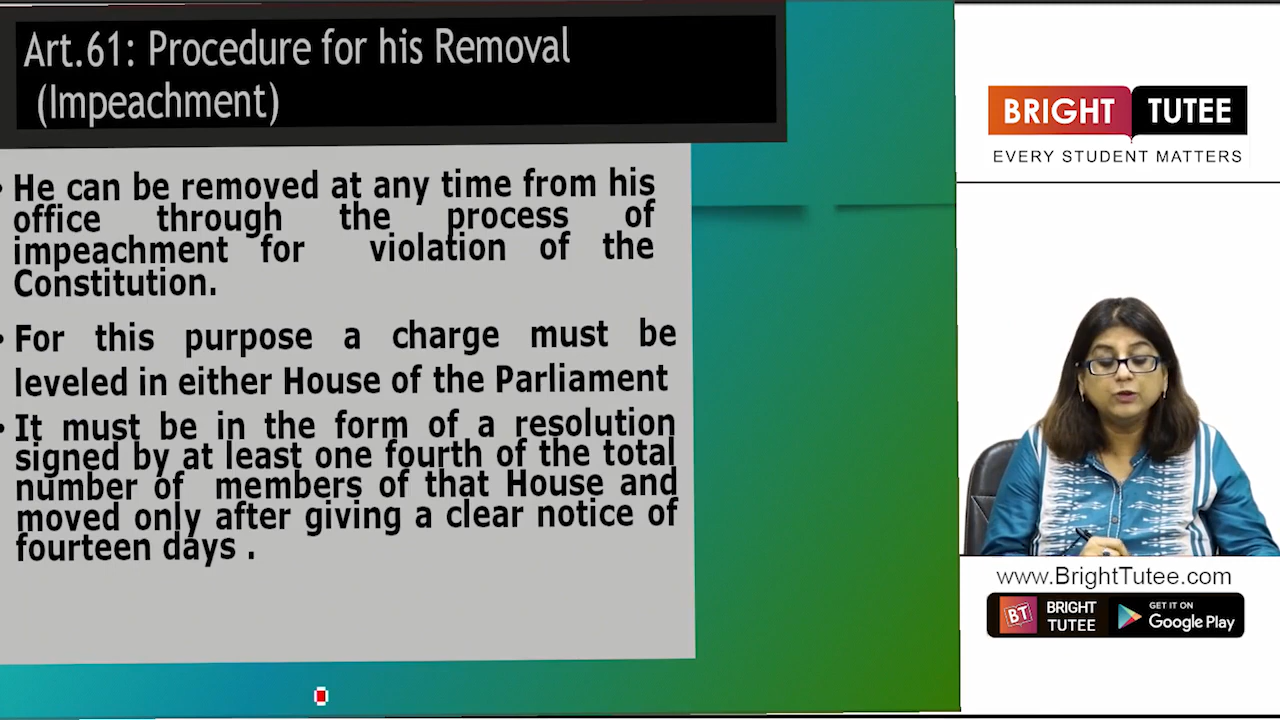 Art.61: Procedure for his Removal
(Impeachment)
• He can be removed at any time from his
office through the process of
impeachment for violation of the
Constitution.
• For this purpose a charge must be
leveled in either House of the Parliament
• It must be in the form of a resolution
signed by at least one fourth of the total
number of members of that House and
moved only after giving a clear notice of
fourteen days .
BRIGHT TUTEE
EVERY STUDENT MATTERS
www.BrightTutee.com
BT BRIGHT TUTEE
GET IT ON
Google Play